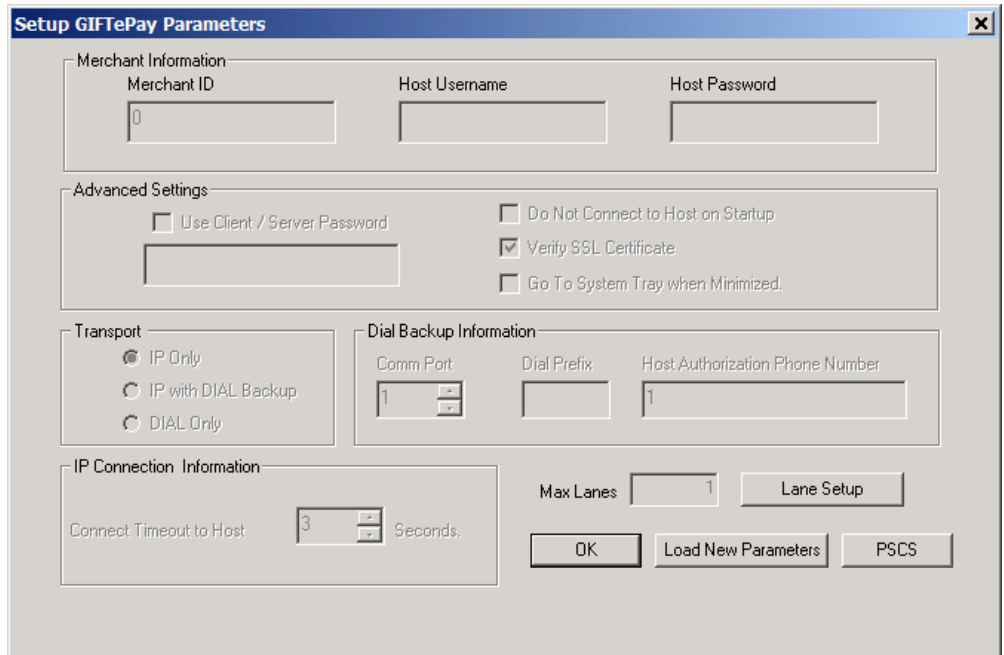 Setup GIFTePay Parameters
Merchant Information
Merchant ID Host Username Host Password
0
Advanced Settings
Use Client / Server Password
Do Not Connect to Host on Startup
Verify SSL Certificate
Go To System Tray when Minimized.
Transport
IP Only
IP with DIAL Backup
DIAL Only
Dial Backup Information
Comm Port Dial Prefix Host Authorization Phone Number
1 1
IP Connection Information
Connect Timeout to Host 3 Seconds.
Max Lanes 1 Lane Setup
OK Load New Parameters PSCS